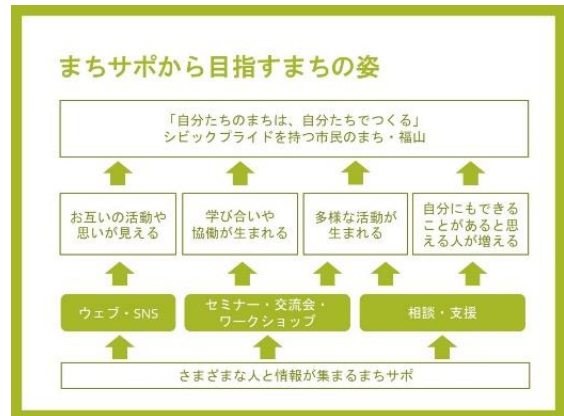 まちサポから目指すまちの姿
「自分たちのまちは、自分たちでつくる」
シビックプライドを持つ市民のまち・福山
お互いの活動や
思いが見える
学び合いや
協働が生まれる
多様な活動が
生まれる
自分にもできる
ことがあると思
える人が増える
ウェブ・SNS
セミナー・交流会・
ワークショップ
相談・支援
さまざまな人と情報が集まるまちサポ